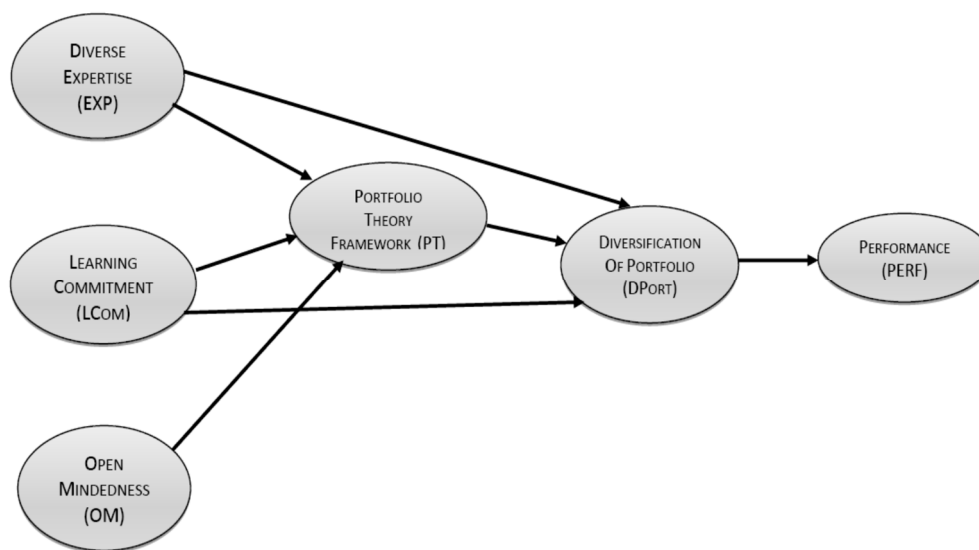 DIVERSE
EXPERTISE
(EXP)
PORTFOLIO
THEORY
FRAMEWORK (PT)
LEARNING
COMMITMENT
(LCOM)
DIVERSIFICATION
OF PORTFOLIO
(DPORT)
PERFORMANCE
(PERF)
OPEN
MINDEDNESS
(OM)